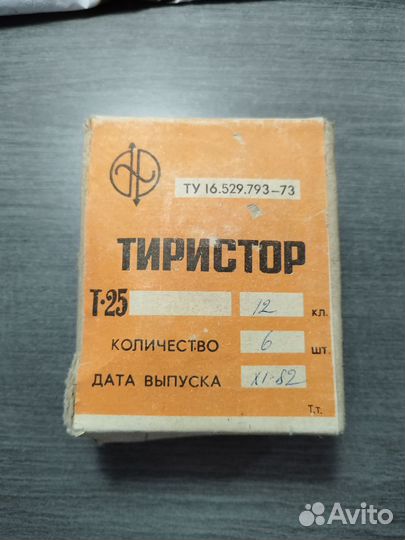 ТУ 16.529.793-73
ТИРИСТОР
Т-25 12 кл.
КОЛИЧЕСТВО 6 шт.
ДАТА ВЫПУСКА XI-82
Т.т.
Avito